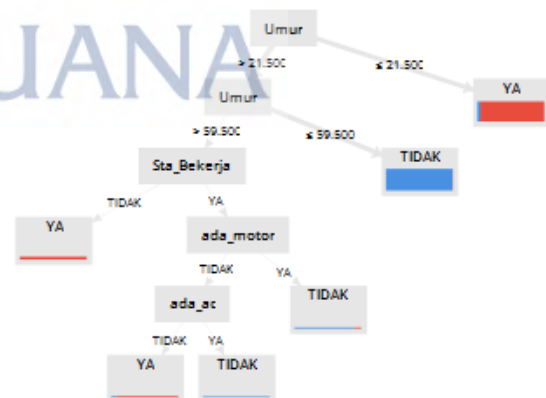 UANA
Umur
> 21.500
≤ 21.500
Umur
YA
> 59.500
≤ 59.500
Sta_Bekerja
TIDAK
TIDAK
YA
YA
ada_motor
TIDAK
YA
ada_ac
TIDAK
TIDAK
YA
YA
TIDAK